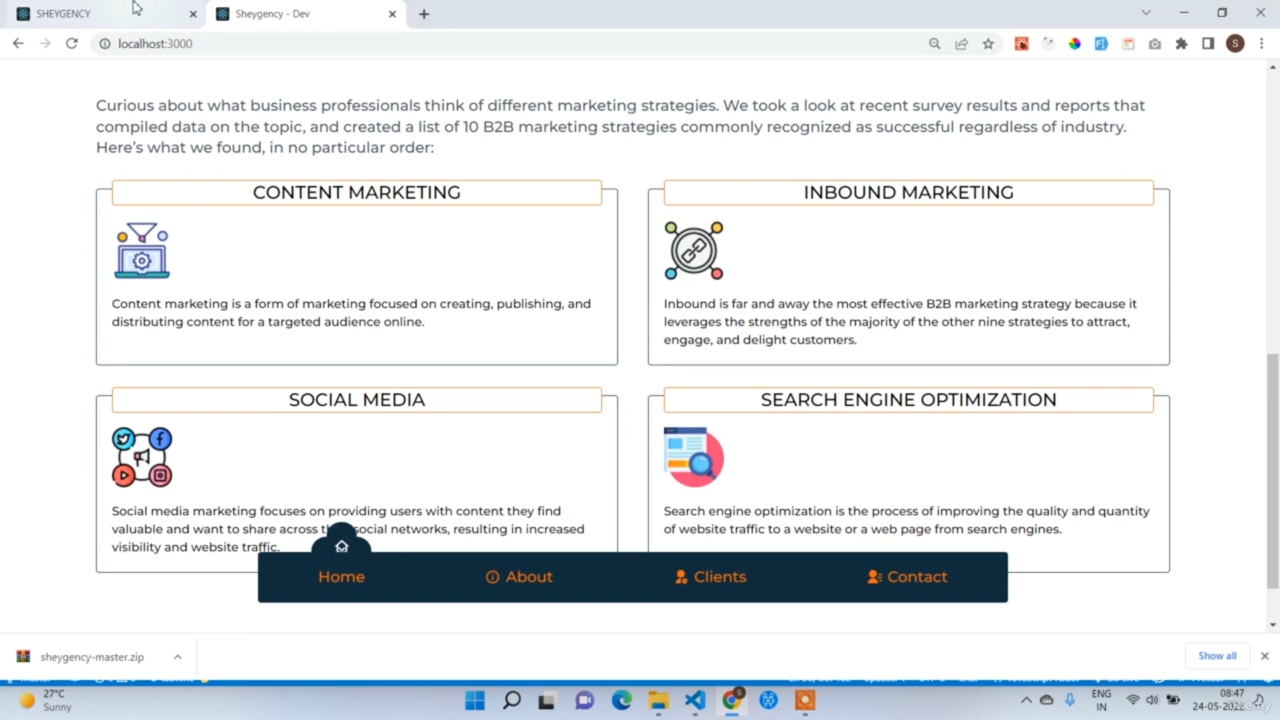 SHEYGENCY
Sheygency - Dev
localhost:3000
S
Curious about what business professionals think of different marketing strategies. We took a look at recent survey results and reports that
compiled data on the topic, and created a list of 10 B2B marketing strategies commonly recognized as successful regardless of industry.
Here's what we found, in no particular order:
CONTENT MARKETING
Content marketing is a form of marketing focused on creating, publishing, and
distributing content for a targeted audience online.
INBOUND MARKETING
Inbound is far and away the most effective B2B marketing strategy because it
leverages the strengths of the majority of the other nine strategies to attract,
engage, and delight customers.
SOCIAL MEDIA
Social media marketing focuses on providing users with content they find
valuable and want to share across social networks, resulting in increased
visibility and website traffic.
SEARCH ENGINE OPTIMIZATION
Search engine optimization is the process of improving the quality and quantity
of website traffic to a website or a web page from search engines.
Home About Clients Contact
sheygency-master.zip
Show all
27°C
Sunny
ENG
IN
08:47